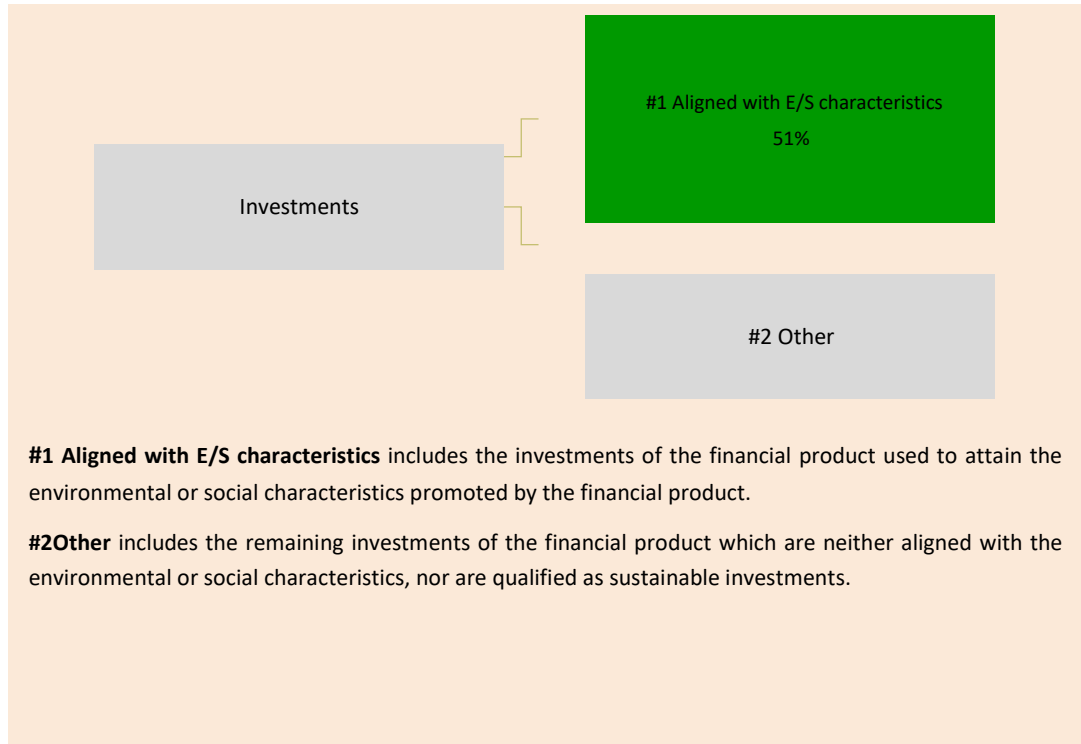 #1 Aligned with E/S characteristics
51%
Investments
#2 Other
#1 Aligned with E/S characteristics includes the investments of the financial product used to attain the
environmental or social characteristics promoted by the financial product.
#2Other includes the remaining investments of the financial product which are neither aligned with the
environmental or social characteristics, nor are qualified as sustainable investments.